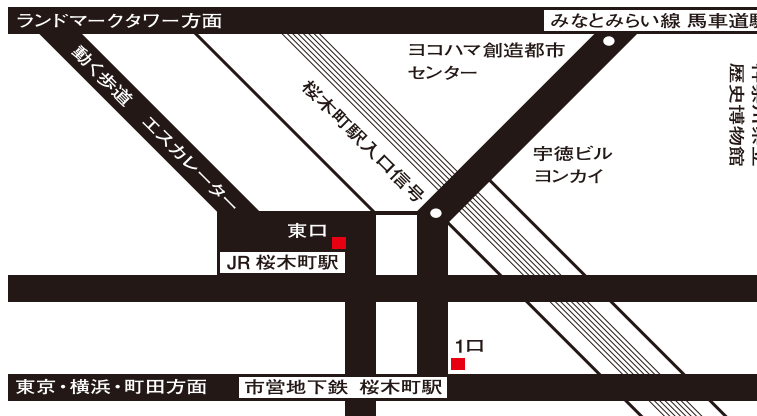 ランドマークタワー方面
みなとみらい線 馬車道
ヨコハマ創造都市
センター
動く歩道 エスカレーター
桜木町駅入口信号
歴史博物館
宇徳ビル
ヨンカイ
東口
JR 桜木町駅
1口
東京・横浜・町田方面
市営地下鉄 桜木町駅